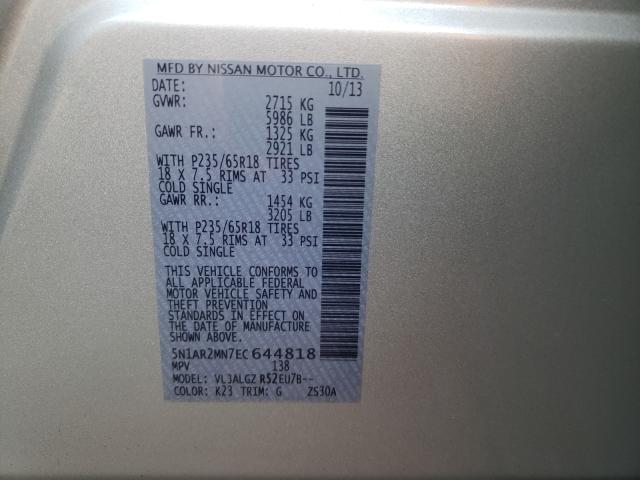 MFD BY NISSAN MOTOR CO., LTD.
DATE: 10/13
GVWR: 2715 KG
5986 LB
GAWR FR.: 1325 KG
2921 LB
WITH P235/65R18 TIRES
18 X 7.5 RIMS AT 33 PSI
COLD SINGLE
GAWR RR.: 1454 KG
3205 LB
WITH P235/65R18 TIRES
18 X 7.5 RIMS AT 33 PSI
COLD SINGLE
THIS VEHICLE CONFORMS TO
ALL APPLICABLE FEDERAL
MOTOR VEHICLE SAFETY AND
THEFT PREVENTION
STANDARDS IN EFFECT ON
THE DATE OF MANUFACTURE
SHOWN ABOVE.
5N1AR2MN7EC644818
MPV 138
MODEL: VLJALGZ R52EU7B--
COLOR: K23 TRIM: G ZS30A